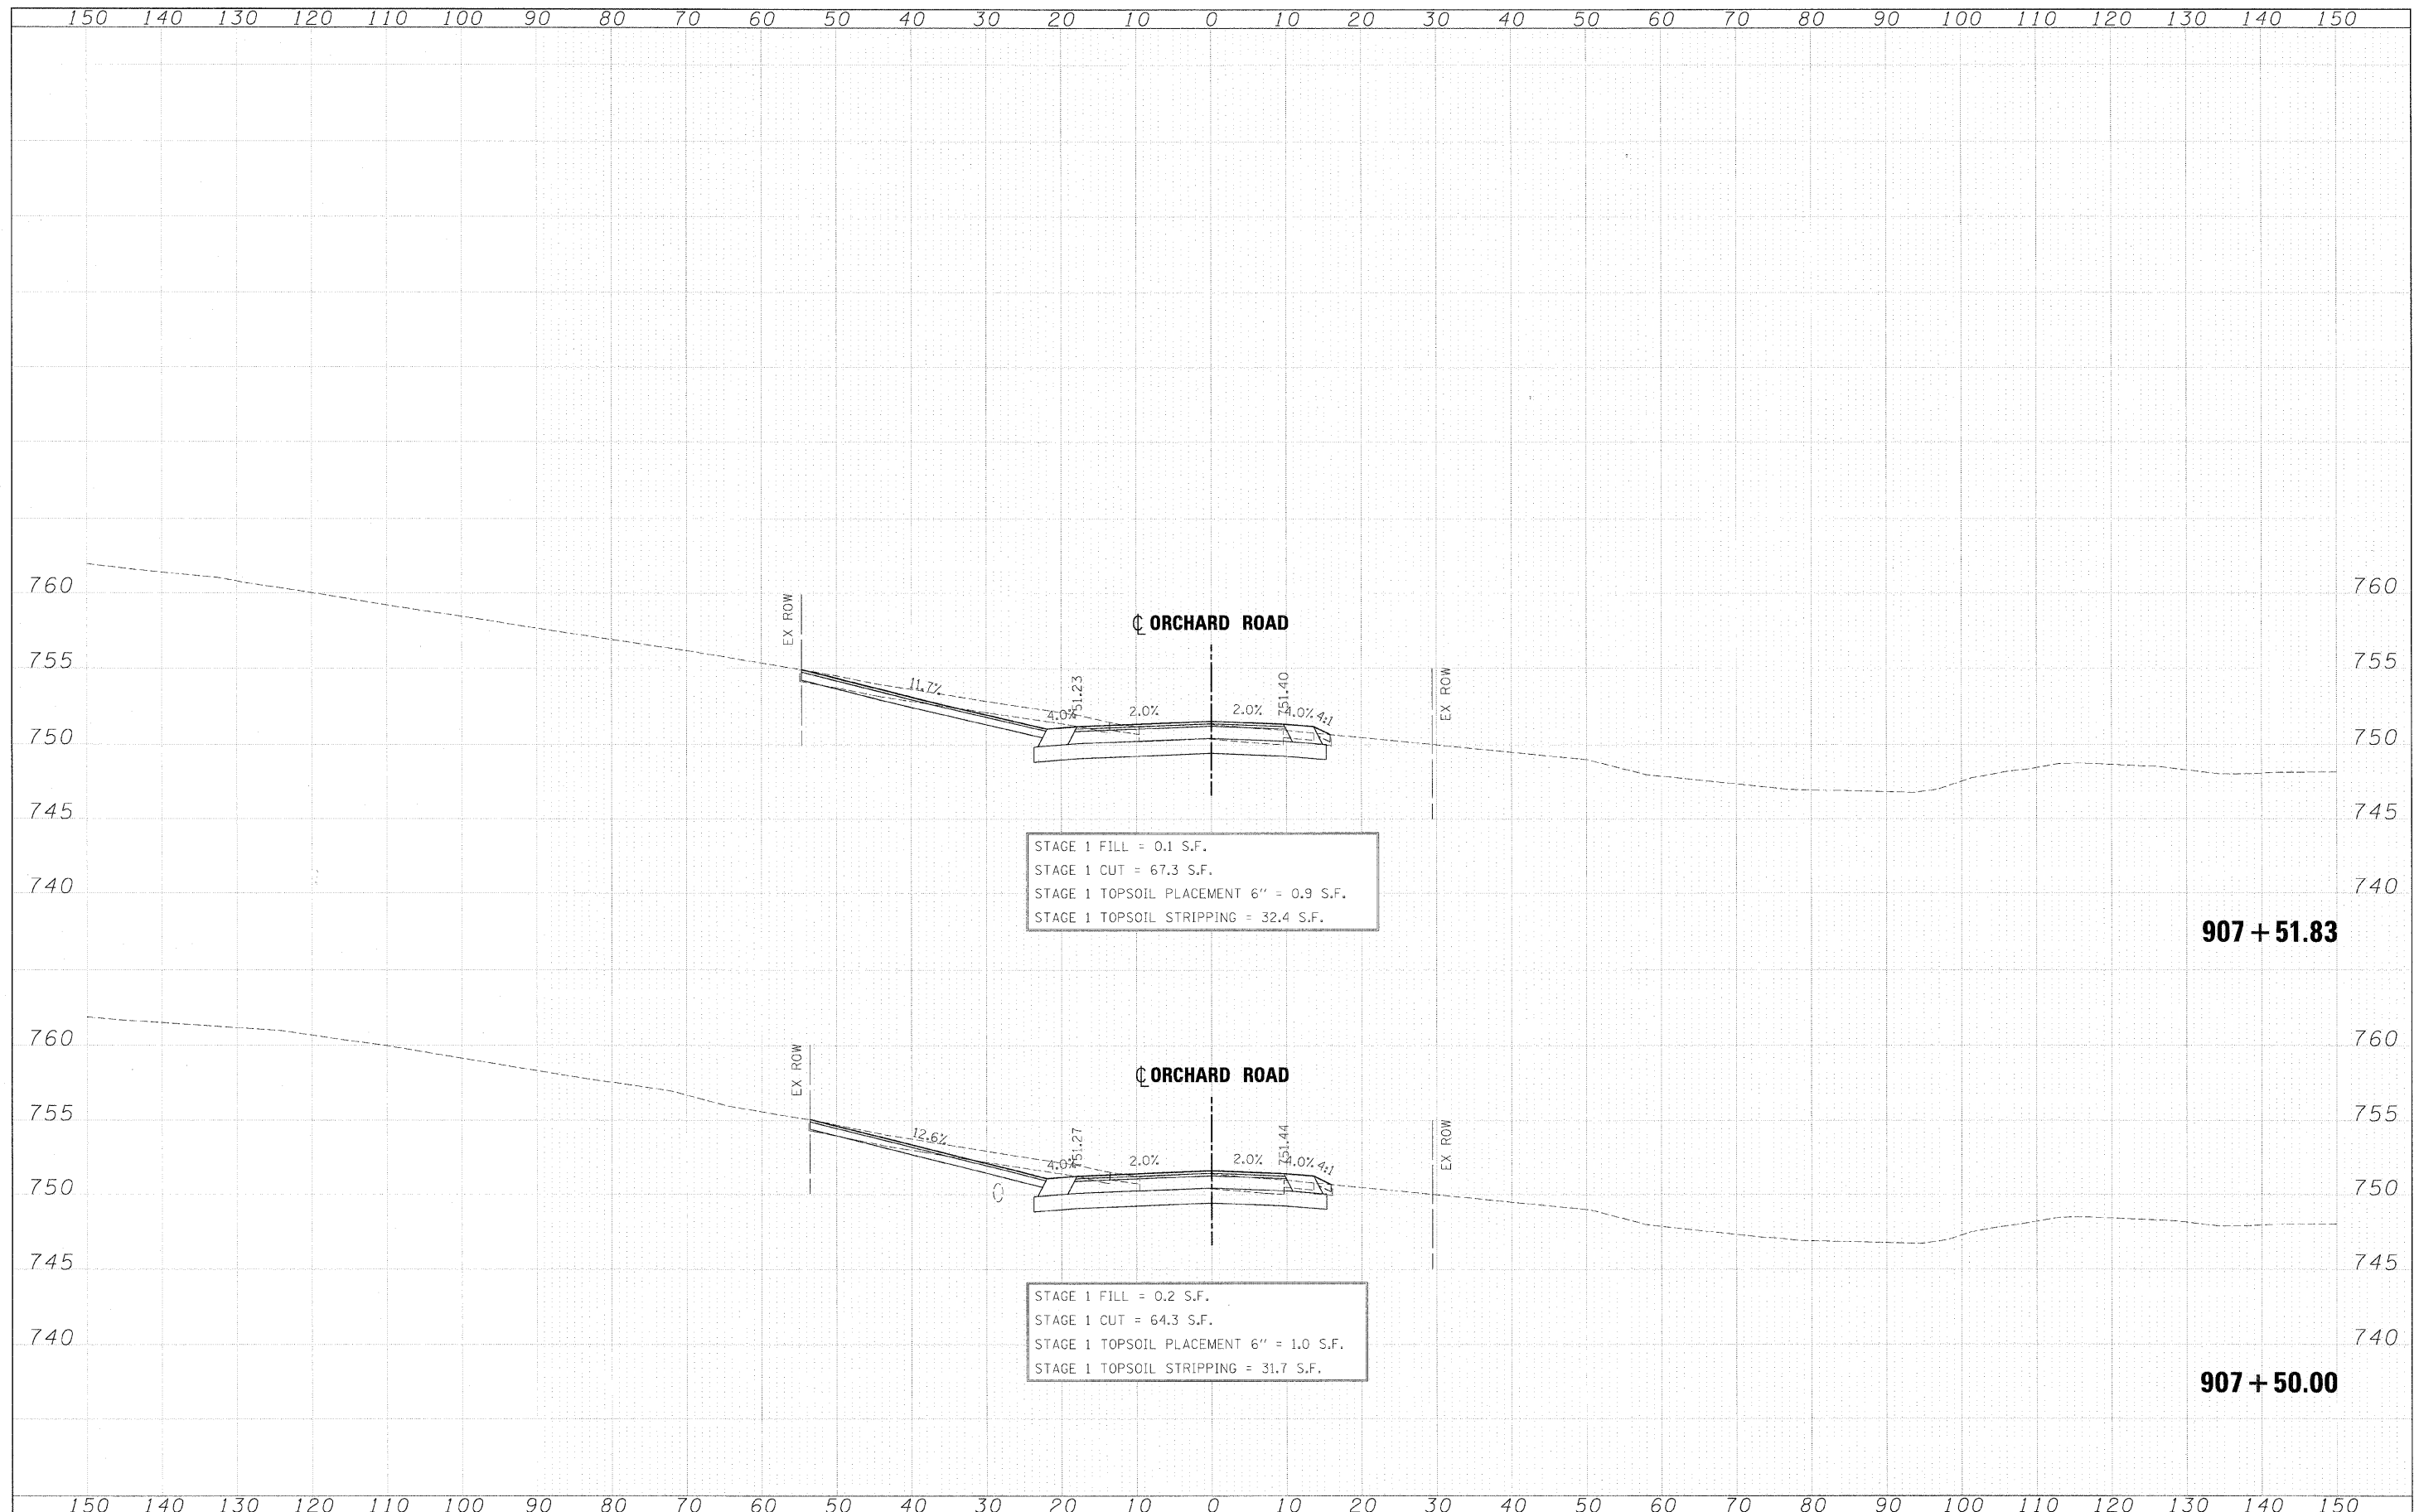 150 140 130 120 110 100 90 80 70 60 50 40 30 20 10 0 10 20 30 40 50 60 70 80 90 100 110 120 130 140 150
760 760
EX ROW
℄ ORCHARD ROAD
755 755
EX ROW
11.7%
4.0%
751.23
2.0%
2.0%
751.40
4.0%
4:1
750 750
745 745
STAGE 1 FILL = 0.1 S.F.
STAGE 1 CUT = 67.3 S.F.
STAGE 1 TOPSOIL PLACEMENT 6" = 0.9 S.F.
STAGE 1 TOPSOIL STRIPPING = 32.4 S.F.
740 740
907+51.83
760 760
EX ROW
℄ ORCHARD ROAD
755 755
EX ROW
12.6%
4.0%
751.27
2.0%
2.0%
751.44
4.0%
4:1
750 750
745 745
STAGE 1 FILL = 0.2 S.F.
STAGE 1 CUT = 64.3 S.F.
STAGE 1 TOPSOIL PLACEMENT 6" = 1.0 S.F.
STAGE 1 TOPSOIL STRIPPING = 31.7 S.F.
740 740
907+50.00
150 140 130 120 110 100 90 80 70 60 50 40 30 20 10 0 10 20 30 40 50 60 70 80 90 100 110 120 130 140 150